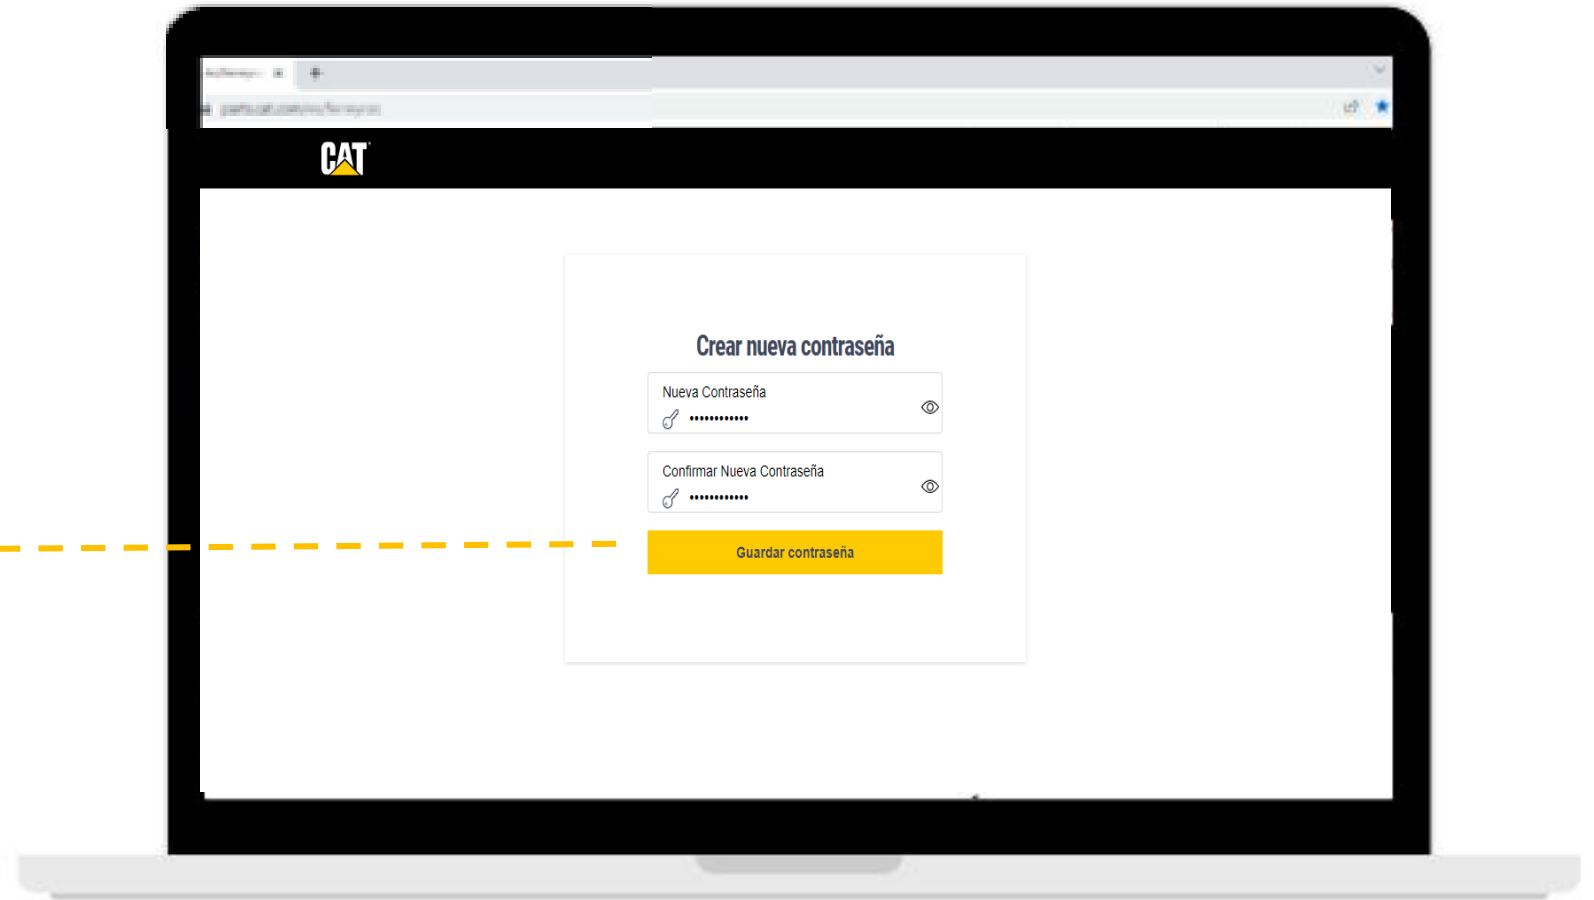 CAT
Crear nueva contraseña
Nueva Contraseña
••••••••••••
Confirmar Nueva Contraseña
••••••••••••
Guardar contraseña